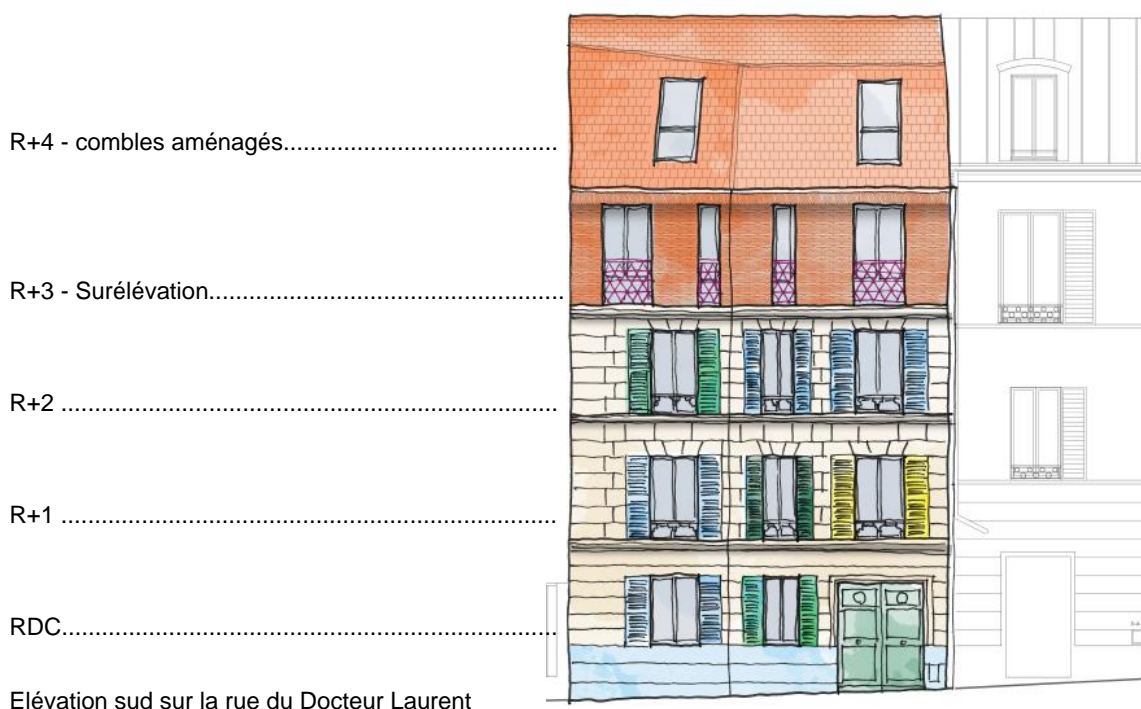 R+4 - combles aménagés..............................................
R+3 - Surélévation...........................................................
R+2 ...................................................................................
R+1 ...................................................................................
RDC...................................................................................
Elévation sud sur la rue du Docteur Laurent